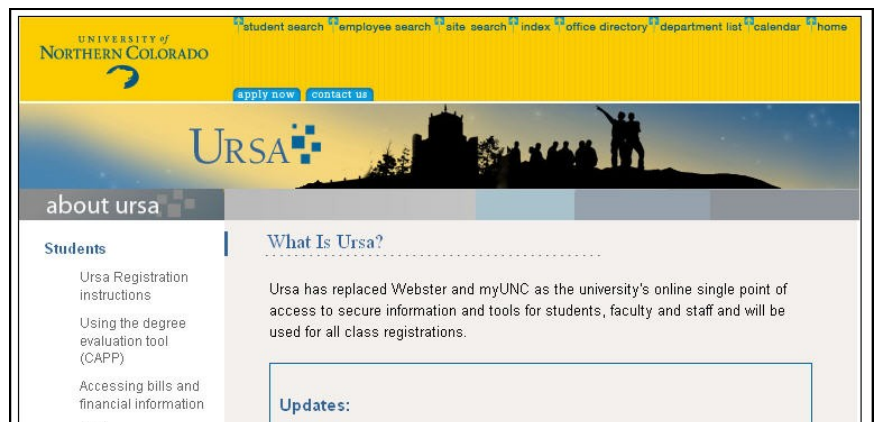 student search employee search site search index office directory department list calendar home
UNIVERSITY of
NORTHERN COLORADO
apply now contact us
URSA
about ursa
Students
Ursa Registration
instructions
Using the degree
evaluation tool
(CAPP)
Accessing bills and
financial information
What Is Ursa?
Ursa has replaced Webster and myUNC as the university's online single point of
access to secure information and tools for students, faculty and staff and will be
used for all class registrations.
Updates: